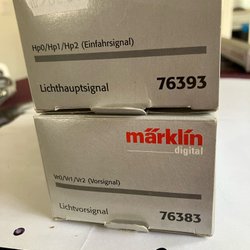 Hp0/Hp1/Hp2 (Einfahrsignal)
Lichthauptsignal 76393
märklin
digital
Vr0/Vr1/Vr2 (Vorsignal)
Lichtvorsignal 76383